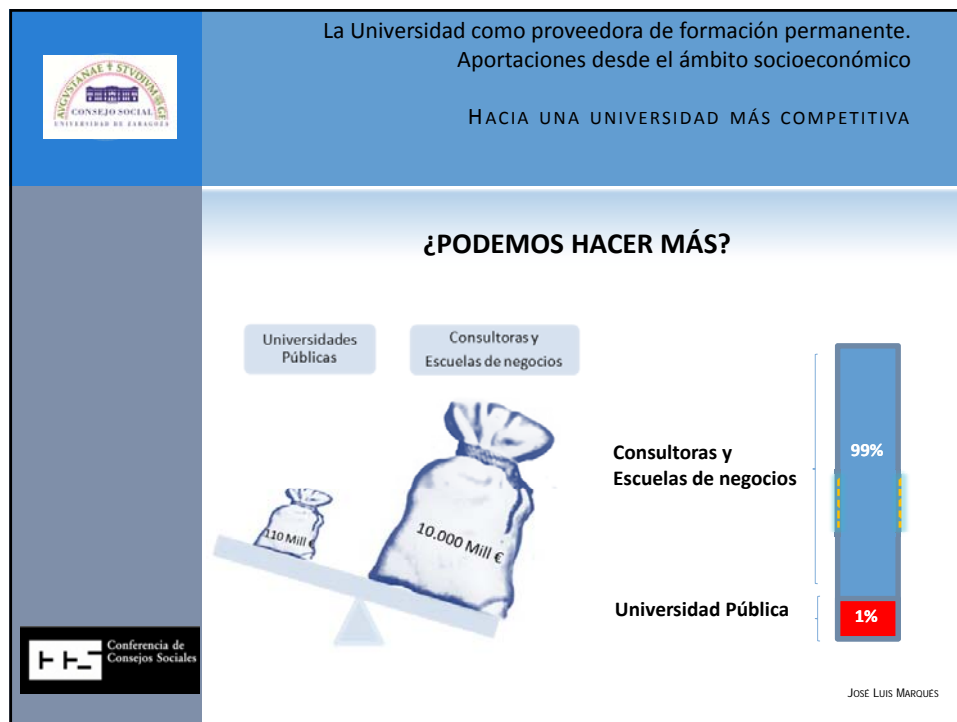 La Universidad como proveedora de formación permanente.
Aportaciones desde el ámbito socioeconómico
HACIA UNA UNIVERSIDAD MÁS COMPETITIVA
AVGVSTANAE STVDIVM GE
CONSEJO SOCIAL
UNIVERSIDAD DE ZARAGOZA
¿PODEMOS HACER MÁS?
Universidades
Públicas
Consultoras y
Escuelas de negocios
110 Mill €
10.000 Mill €
Consultoras y
Escuelas de negocios
99%
Universidad Pública
1%
Conferencia de
Consejos Sociales
JOSÉ LUIS MARQUÉS